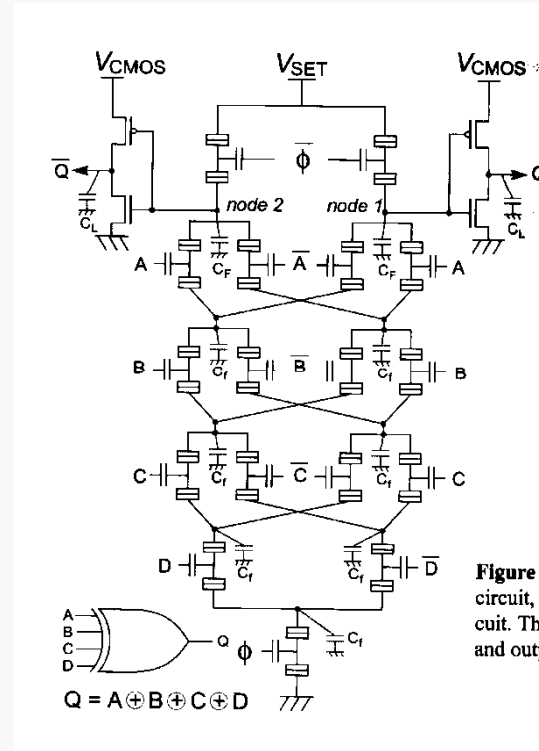 V_CMOS V_SET V_CMOS
Q̅ ϕ̅ Q
node 2 node 1
C_L C_L
A C_F A̅ C_F A
B C_f B̅ C_f B
C C_f C̅ C_f C
D C_f C_f D̅
Figure
circuit,
A
B
C
D
Q
ϕ C_f
cuit. Th
and outp
Q = A⊕B⊕C⊕D